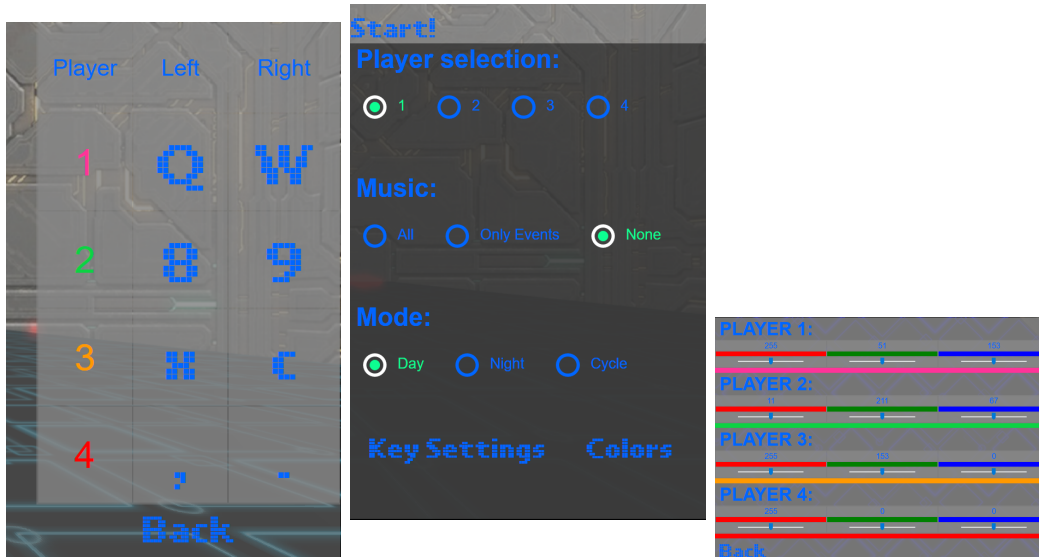 Player Left Right
1 Q W
2 8 9
3 x c
4 , -
Back
Start!
Player selection:
1 2 3 4
Music:
All Only Events None
Mode:
Day Night Cycle
Key Settings Colors
PLAYER 1:
255 51 153
PLAYER 2:
11 211 67
PLAYER 3:
255 153 0
PLAYER 4:
255 0 0
Back